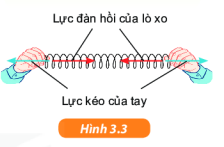 Lực đàn hồi của lò xo
Lực kéo của tay
Hình 3.3